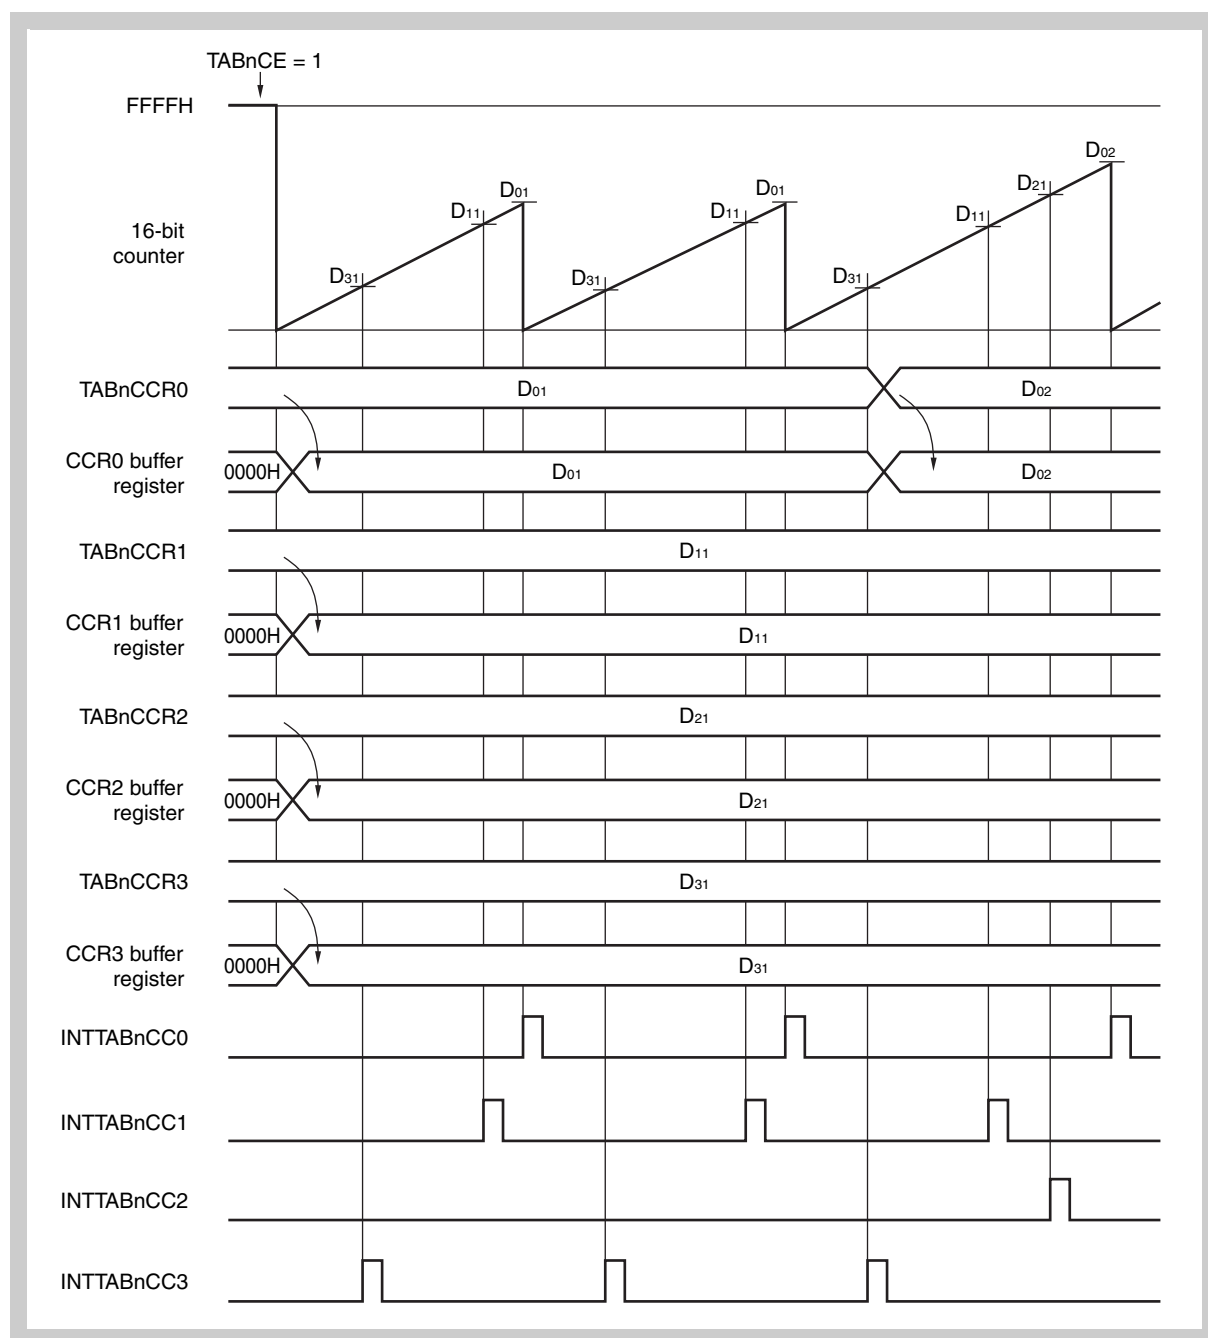 TABnCE = 1
FFFFH
D02
D01
D01
D21
D11
D11
D11
16-bit
counter
D31
D31
D31
TABnCCR0
D01
D02
CCR0 buffer
register
0000H
D01
D02
TABnCCR1
D11
CCR1 buffer
register
0000H
D11
TABnCCR2
D21
CCR2 buffer
register
0000H
D21
TABnCCR3
D31
CCR3 buffer
register
0000H
D31
INTTABnCC0
INTTABnCC1
INTTABnCC2
INTTABnCC3